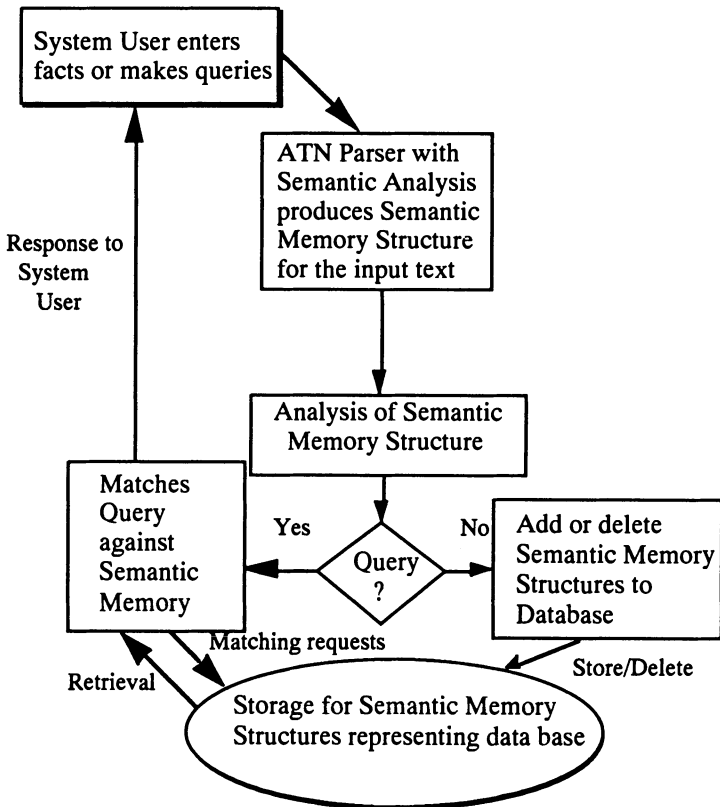 System User enters
facts or makes queries
ATN Parser with
Semantic Analysis
produces Semantic
Memory Structure
for the input text
Response to
System
User
Analysis of Semantic
Memory Structure
Matches
Query
against
Semantic
Memory
Yes
Query
?
No
Add or delete
Semantic Memory
Structures to
Database
Matching requests
Retrieval
Store/Delete
Storage for Semantic Memory
Structures representing data base